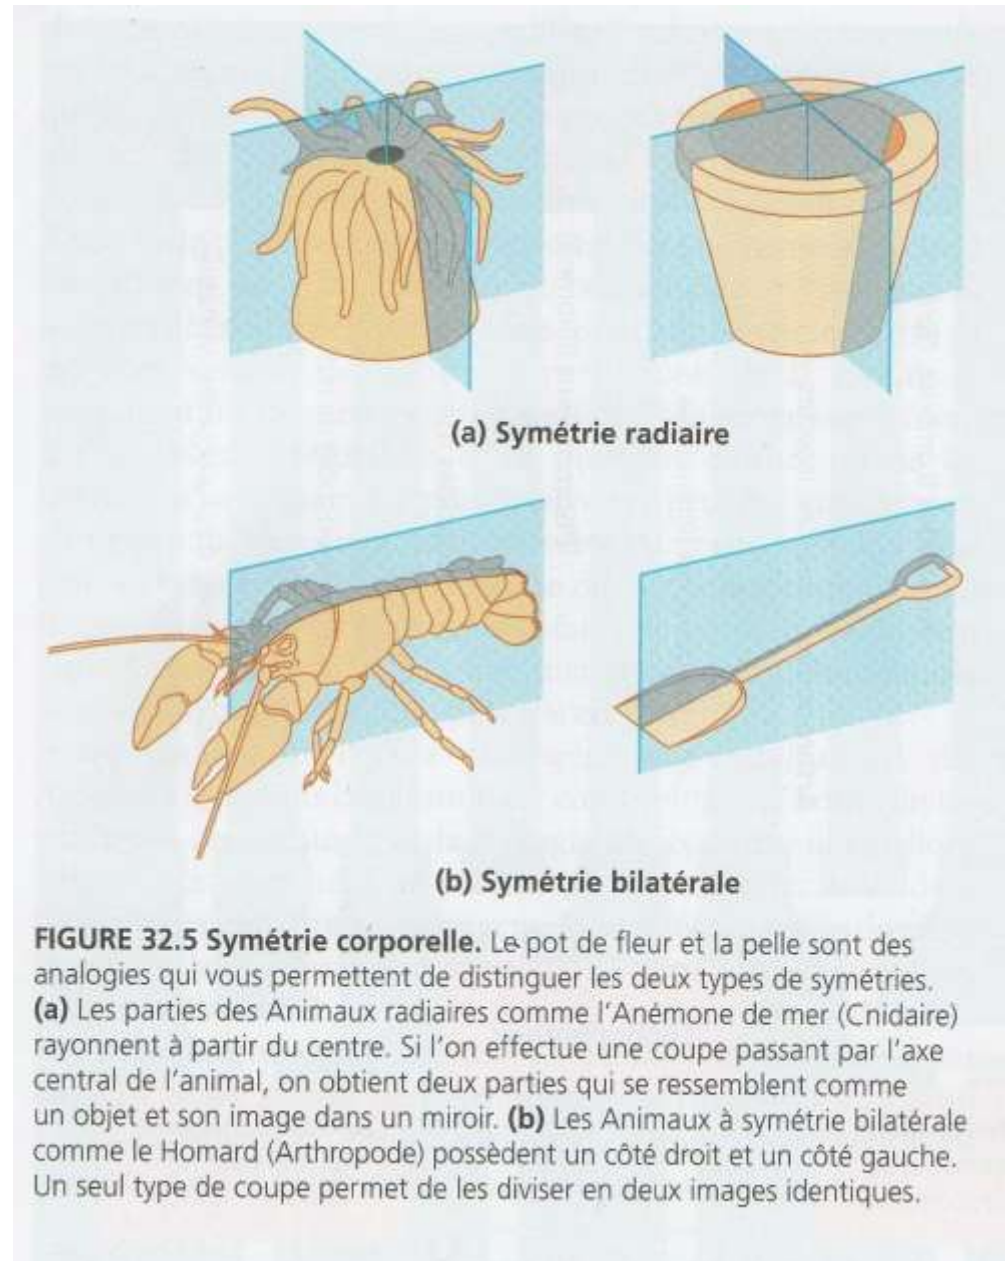 (a) Symétrie radiaire
(b) Symétrie bilatérale
FIGURE 32.5 Symétrie corporelle. Le pot de fleur et la pelle sont des
analogies qui vous permettent de distinguer les deux types de symétries.
(a) Les parties des Animaux radiaires comme l'Anémone de mer (Cnidaire)
rayonnent à partir du centre. Si l'on effectue une coupe passant par l'axe
central de l'animal, on obtient deux parties qui se ressemblent comme
un objet et son image dans un miroir. (b) Les Animaux à symétrie bilatérale
comme le Homard (Arthropode) possèdent un côté droit et un côté gauche.
Un seul type de coupe permet de les diviser en deux images identiques.